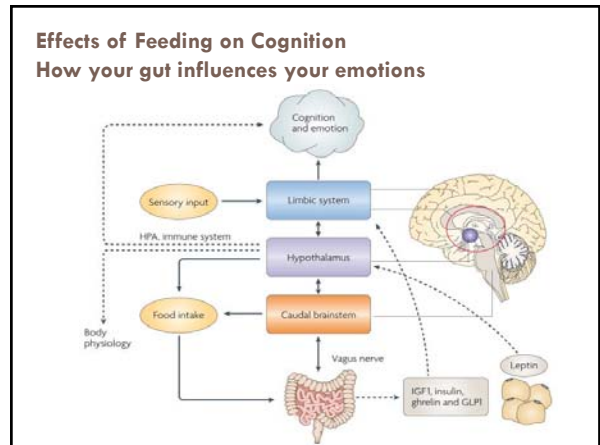 Effects of Feeding on Cognition
How your gut influences your emotions
Cognition
and emotion
Sensory input
Limbic system
HPA, immune system
Hypothalamus
Food intake
Caudal brainstem
Body
physiology
Vagus nerve
Leptin
IGF1, insulin,
ghrelin and GLP1